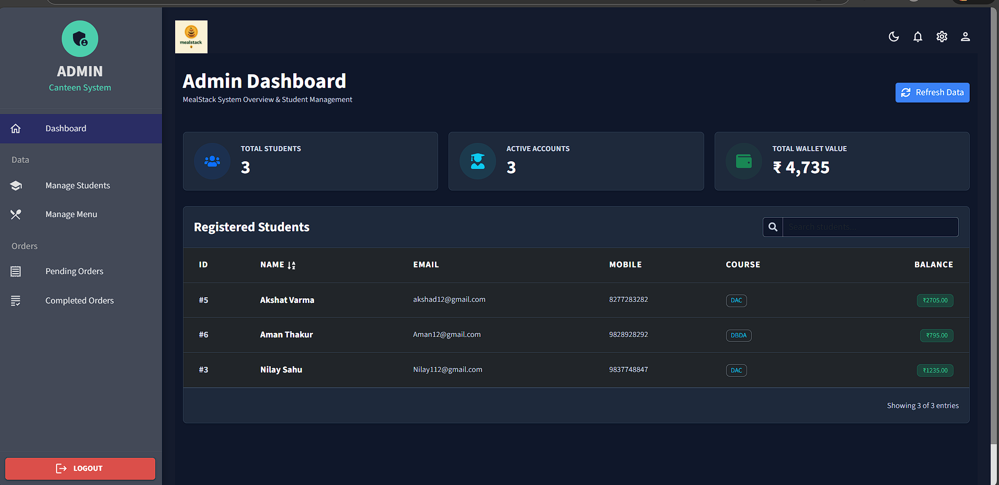 mealstack
ADMIN
Canteen System
Dashboard
Data
Manage Students
Manage Menu
Orders
Pending Orders
Completed Orders
LOGOUT
Admin Dashboard
MealStack System Overview & Student Management
Refresh Data
TOTAL STUDENTS
3
ACTIVE ACCOUNTS
3
TOTAL WALLET VALUE
₹ 4,735
Registered Students
Search students...
ID NAME EMAIL MOBILE COURSE BALANCE
#5 Akshat Varma akshad12@gmail.com 8277283282 DAC ₹2705.00
#6 Aman Thakur Aman12@gmail.com 9828928292 DBDA ₹795.00
#3 Nilay Sahu Nilay112@gmail.com 9837748847 DAC ₹1235.00
Showing 3 of 3 entries